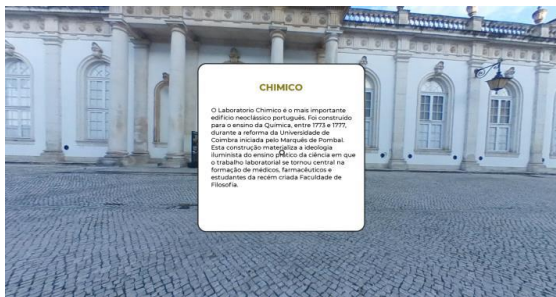 CHIMICO
O Laboratorio Chimico é o mais importante
edifício neoclássico português. Foi construído
para o ensino da Química, entre 1773 e 1777,
durante a reforma da Universidade de
Coimbra iniciada pelo Marquês de Pombal.
Esta construção materializa a ideologia
iluminista do ensino prático da ciência em que
o trabalho laboratorial se tornou central na
formação de médicos, farmacêuticos e
estudantes da recém criada Faculdade de
Filosofia.